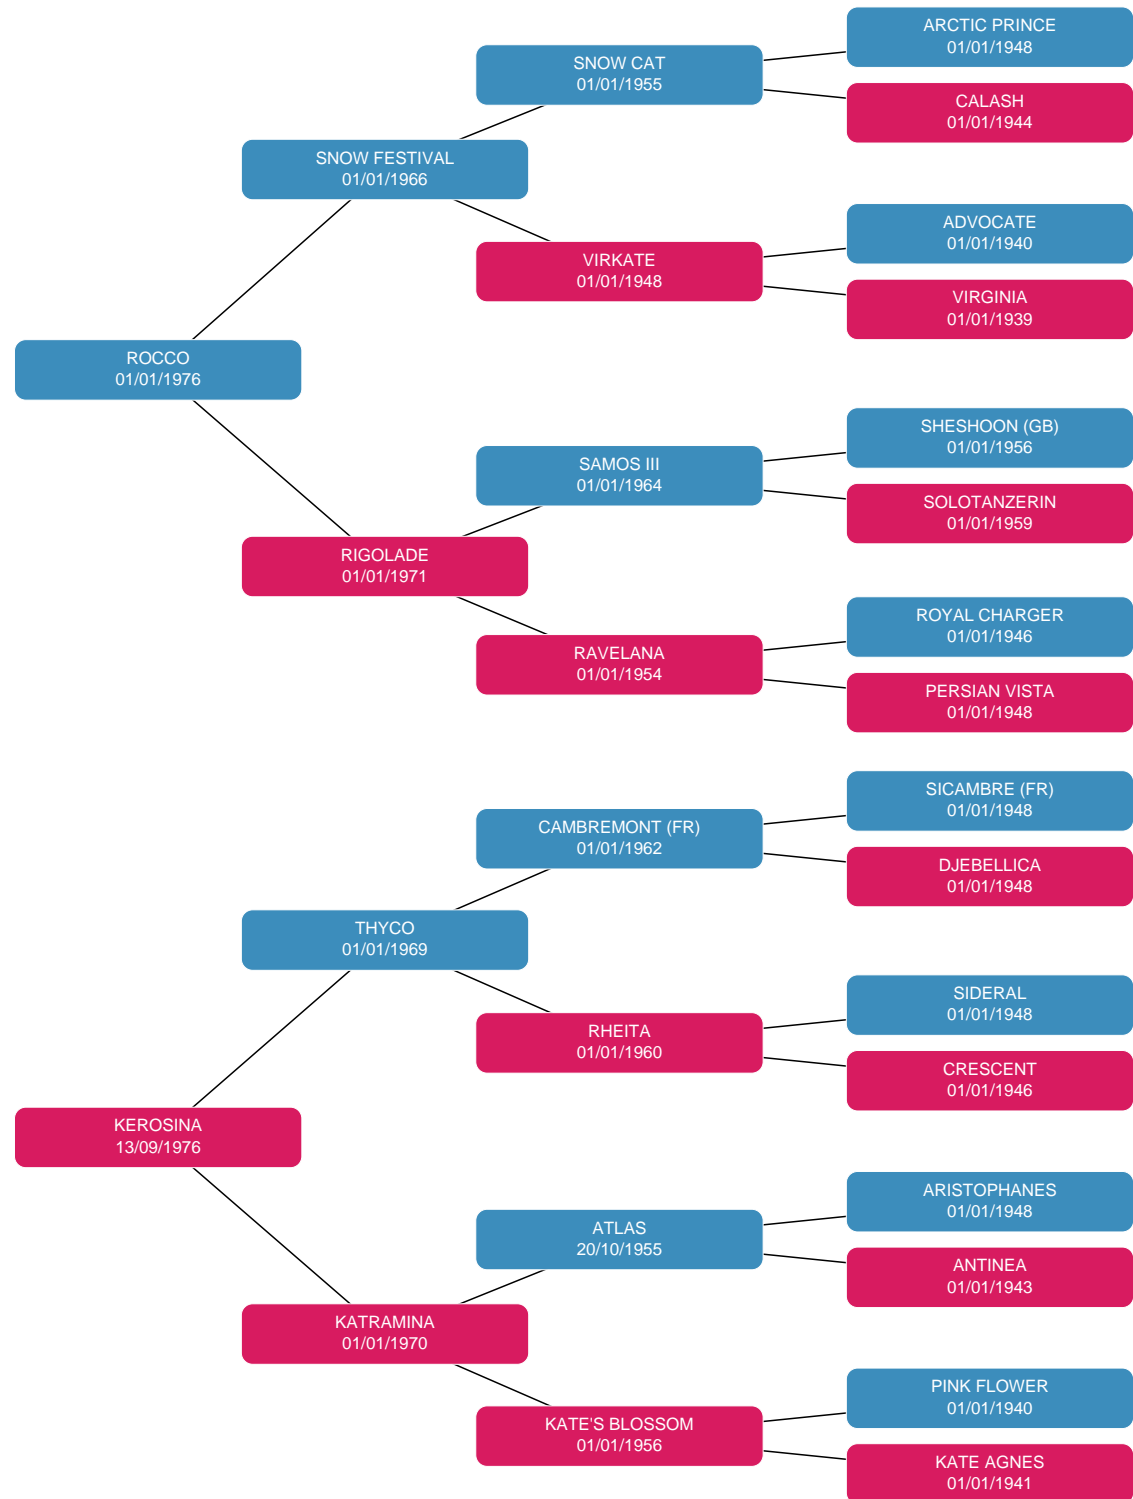 ARCTIC PRINCE
01/01/1948
SNOW CAT
01/01/1955
CALASH
01/01/1944
SNOW FESTIVAL
01/01/1966
ADVOCATE
01/01/1940
VIRKATE
01/01/1948
VIRGINIA
01/01/1939
ROCCO
01/01/1976
SHESHOON (GB)
01/01/1956
SAMOS III
01/01/1964
SOLOTANZERIN
01/01/1959
RIGOLADE
01/01/1971
ROYAL CHARGER
01/01/1946
RAVELANA
01/01/1954
PERSIAN VISTA
01/01/1948
SICAMBRE (FR)
01/01/1948
CAMBREMONT (FR)
01/01/1962
DJEBELLICA
01/01/1948
THYCO
01/01/1969
SIDERAL
01/01/1948
RHEITA
01/01/1960
CRESCENT
01/01/1946
KEROSINA
13/09/1976
ARISTOPHANES
01/01/1948
ATLAS
20/10/1955
ANTINEA
01/01/1943
KATRAMINA
01/01/1970
PINK FLOWER
01/01/1940
KATE'S BLOSSOM
01/01/1956
KATE AGNES
01/01/1941